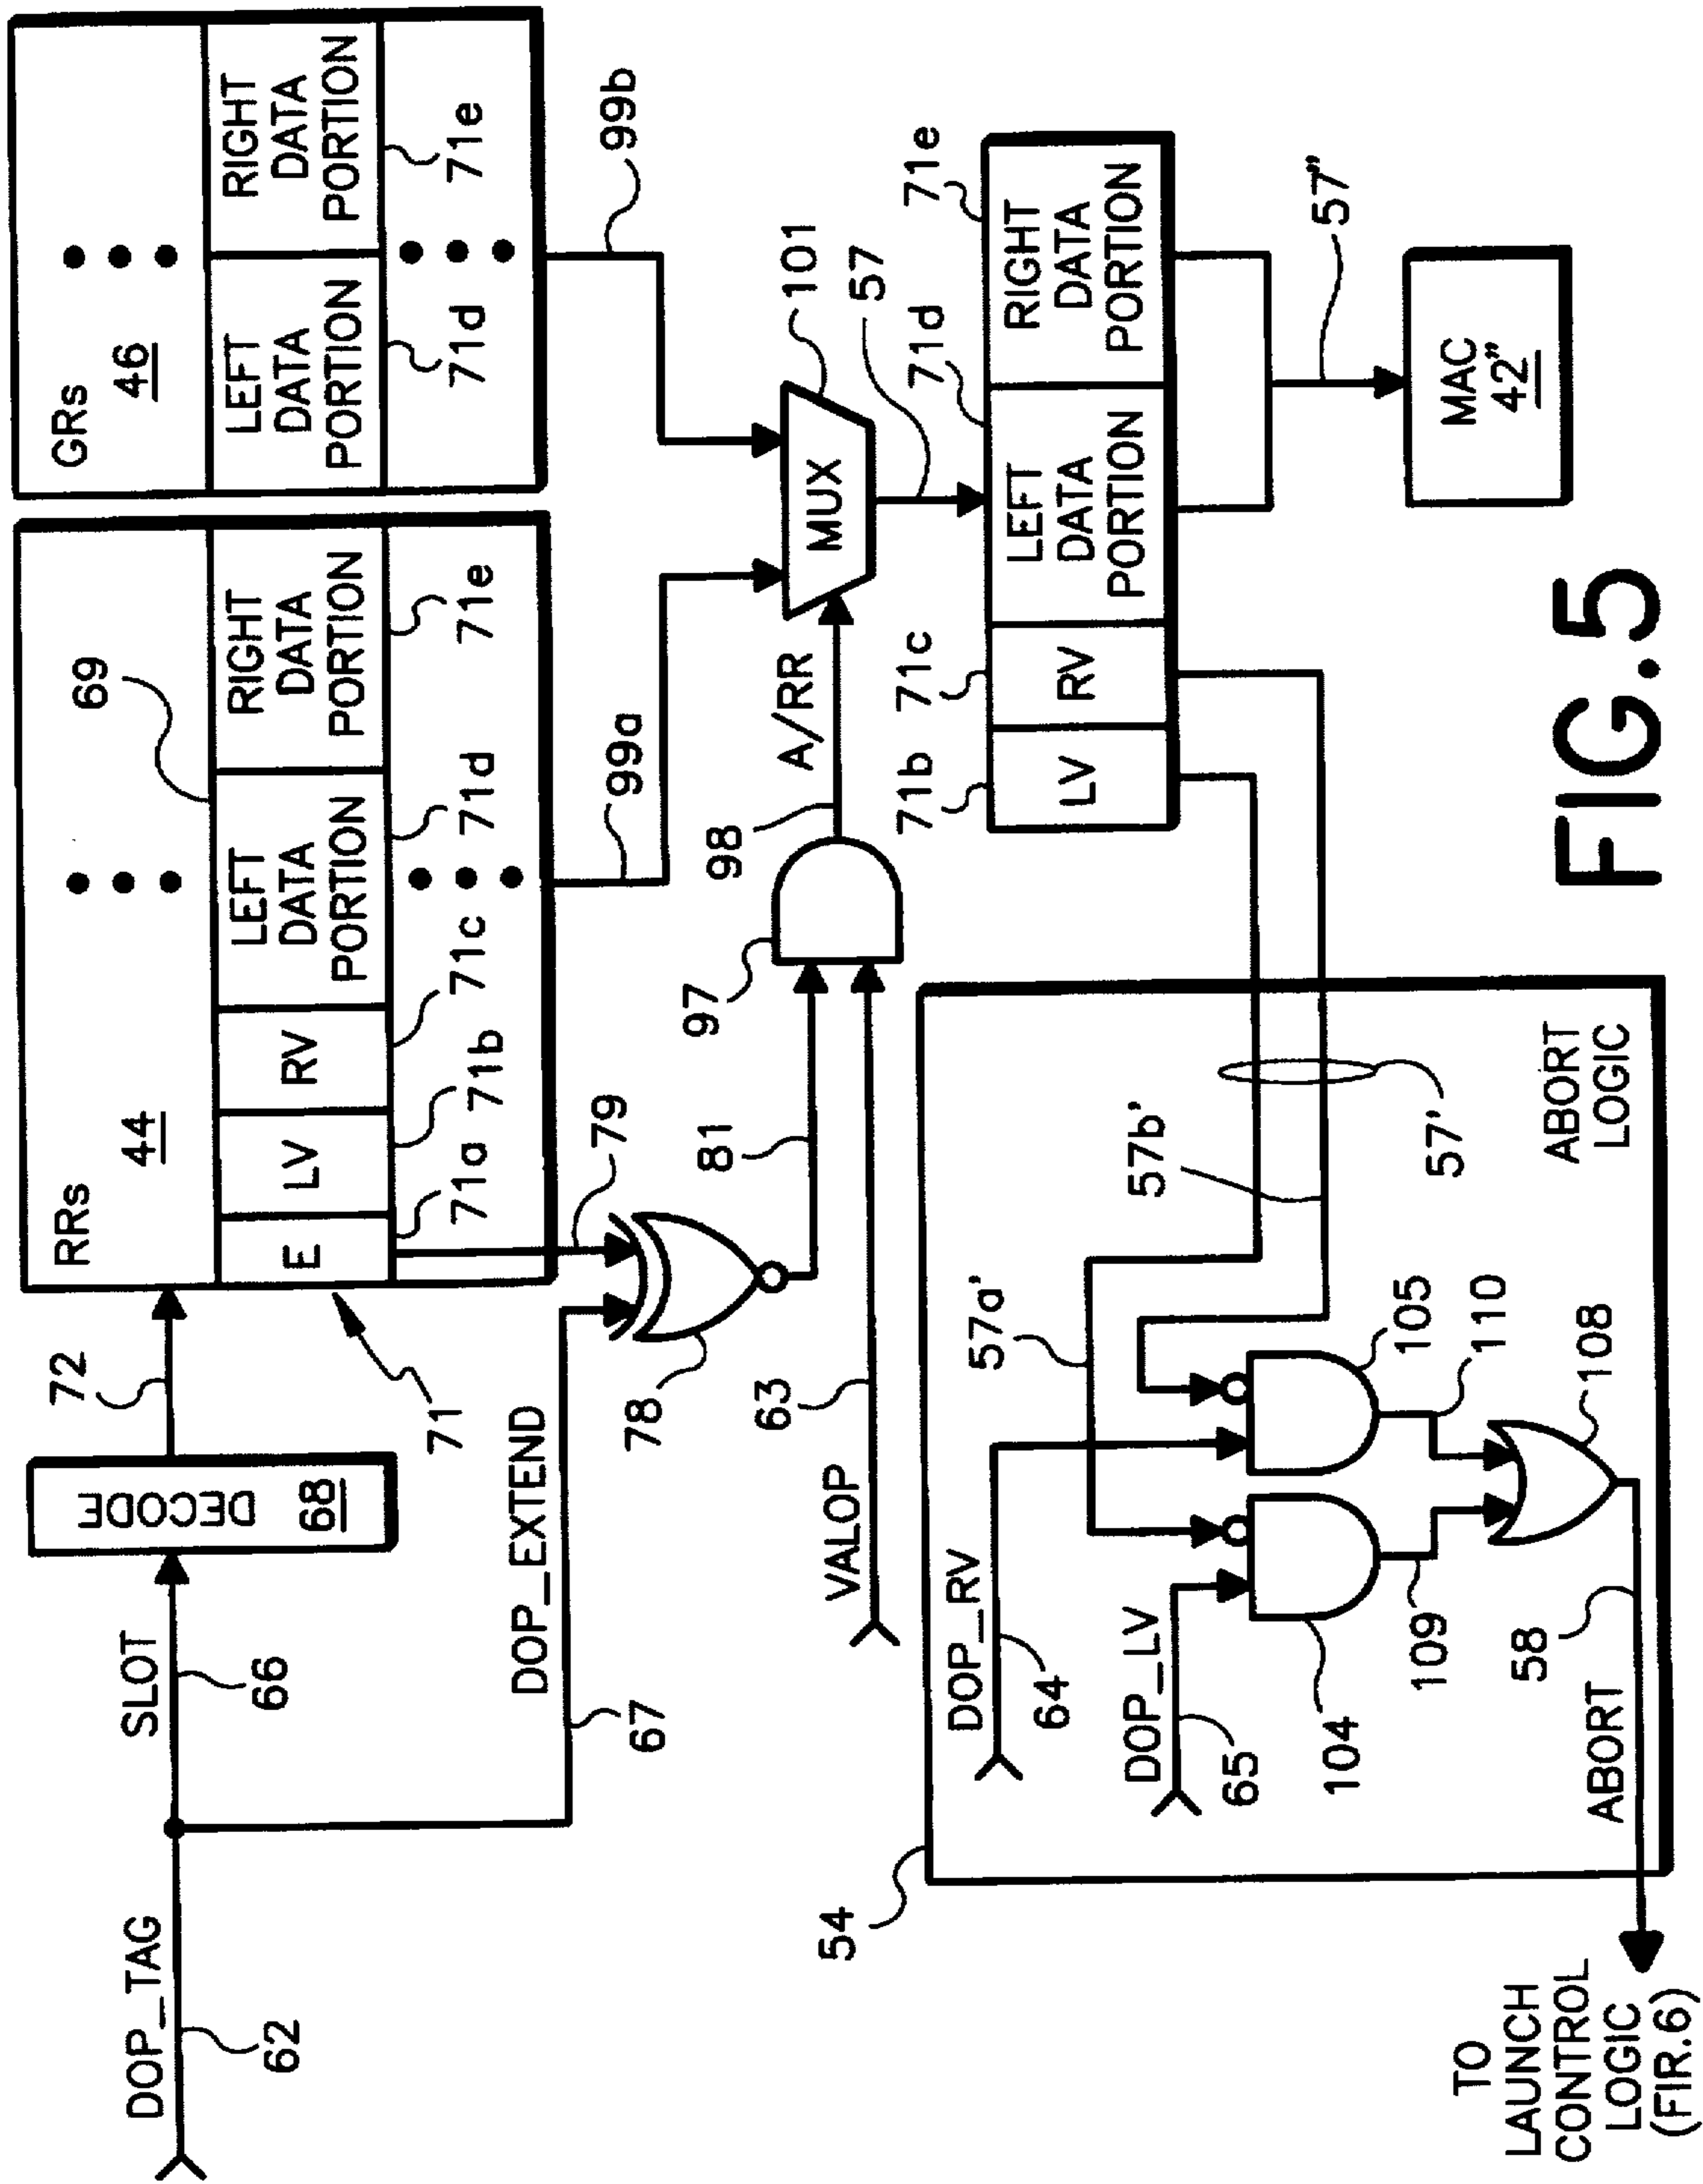 DOP_TAG
62
SLOT
66
DECODE
68
72
71
RRs
44
69
E
LV
RV
LEFT
DATA
PORTION
RIGHT
DATA
PORTION
71a
71b
71c
71d
71e
GRs
46
LEFT
DATA
PORTION
RIGHT
DATA
PORTION
71d
71e
DOP_EXTEND
67
78
79
81
99a
99b
VALOP
63
97
98
A/RR
MUX
101
57
71b
71c
71d
71e
LV
RV
LEFT
DATA
PORTION
RIGHT
DATA
PORTION
57"
MAC
42"
54
DOP_RV
64
DOP_LV
65
57a'
57b'
57'
104
105
109
110
108
58
ABORT
ABORT
LOGIC
TO
LAUNCH
CONTROL
LOGIC
(FIR.6)
FIG.5